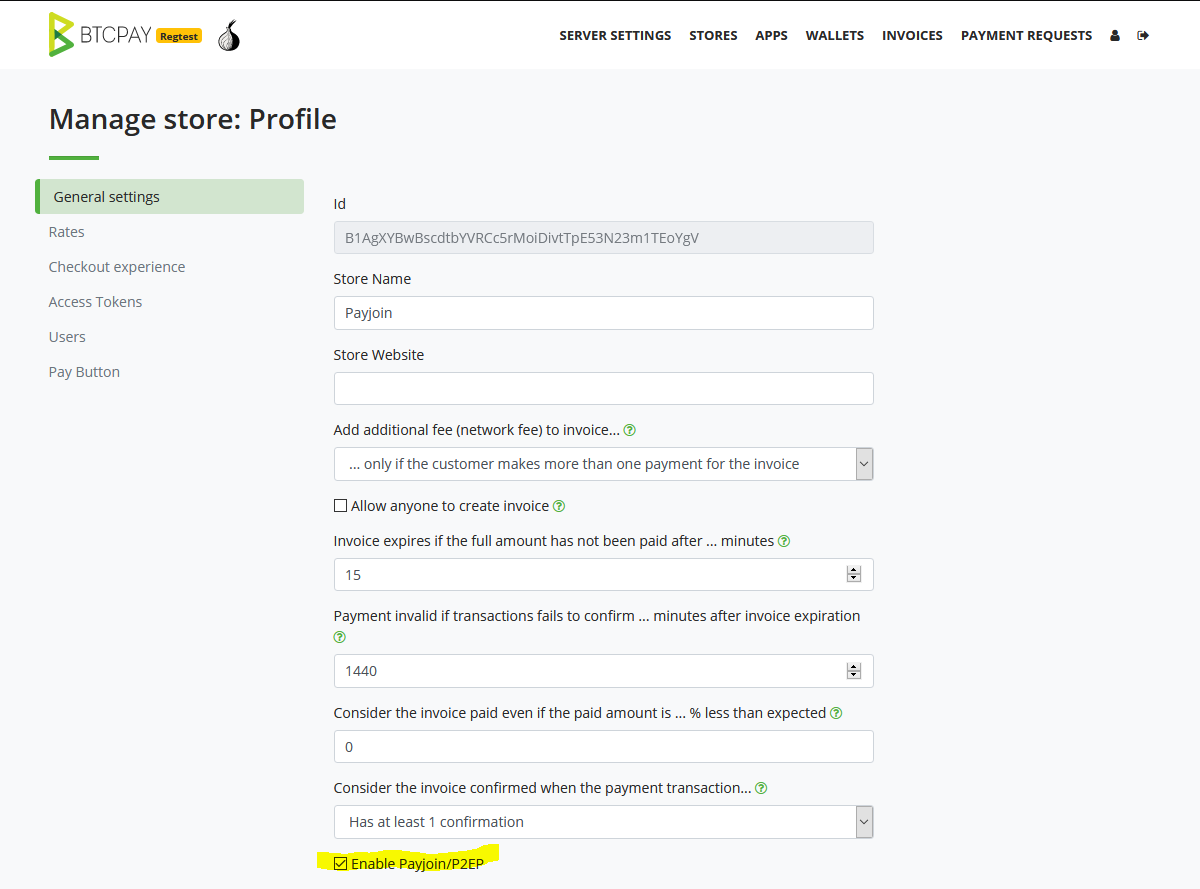 BTCPAY Regtest
SERVER SETTINGS STORES APPS WALLETS INVOICES PAYMENT REQUESTS
Manage store: Profile
General settings
Rates
Checkout experience
Access Tokens
Users
Pay Button
Id
B1AgXYBwBscdtbYVRCc5rMoiDivtTpE53N23m1TEoYgV
Store Name
Payjoin
Store Website
Add additional fee (network fee) to invoice...
... only if the customer makes more than one payment for the invoice
Allow anyone to create invoice
Invoice expires if the full amount has not been paid after ... minutes
15
Payment invalid if transactions fails to confirm ... minutes after invoice expiration
1440
Consider the invoice paid even if the paid amount is ... % less than expected
0
Consider the invoice confirmed when the payment transaction...
Has at least 1 confirmation
Enable Payjoin/P2EP